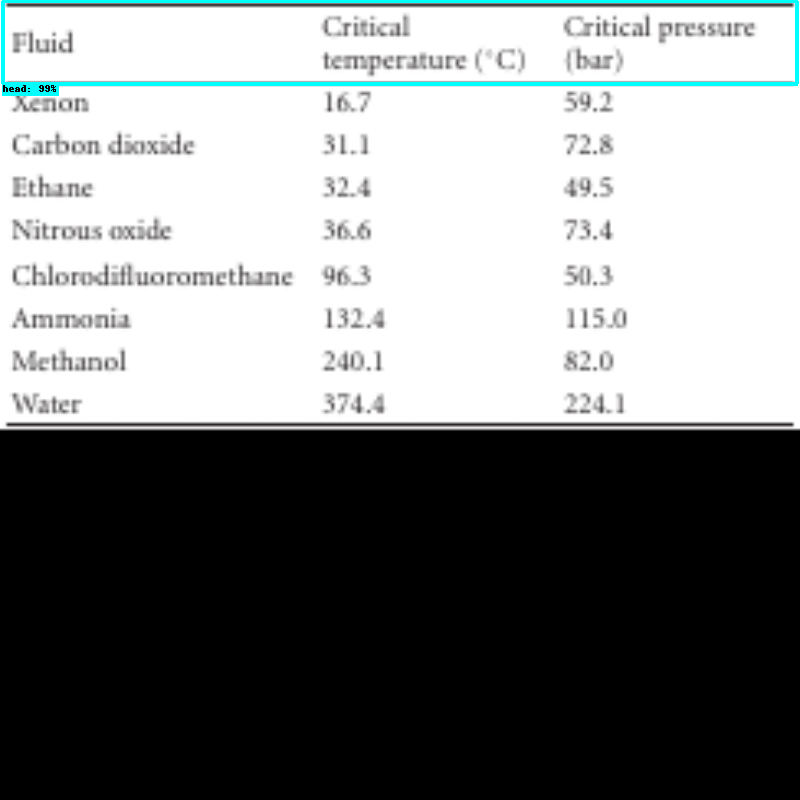 Fluid Critical temperature (°C) Critical pressure (bar)
head: 99%
Xenon 16.7 59.2
Carbon dioxide 31.1 72.8
Ethane 32.4 49.5
Nitrous oxide 36.6 73.4
Chlorodifluoromethane 96.3 50.3
Ammonia 132.4 115.0
Methanol 240.1 82.0
Water 374.4 224.1